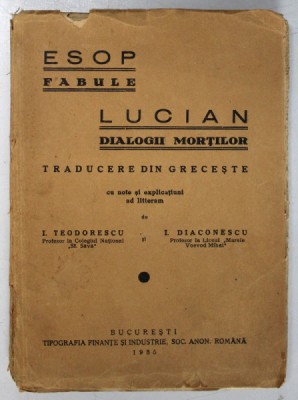 ESOP
FABULE
LUCIAN
DIALOGII MORȚILOR
TRADUCERE DIN GRECEȘTE
cu note și explicațiuni
ad litteram
de
I. TEODORESCU
Profesor la Colegiul Național
„Sf. Sava”
și
I. DIACONESCU
Profesor la Liceul „Marele
Voevod Mihai”
BUCUREȘTI
TIPOGRAFIA FINANȚE ȘI INDUSTRIE, SOC. ANON. ROMÂNĂ